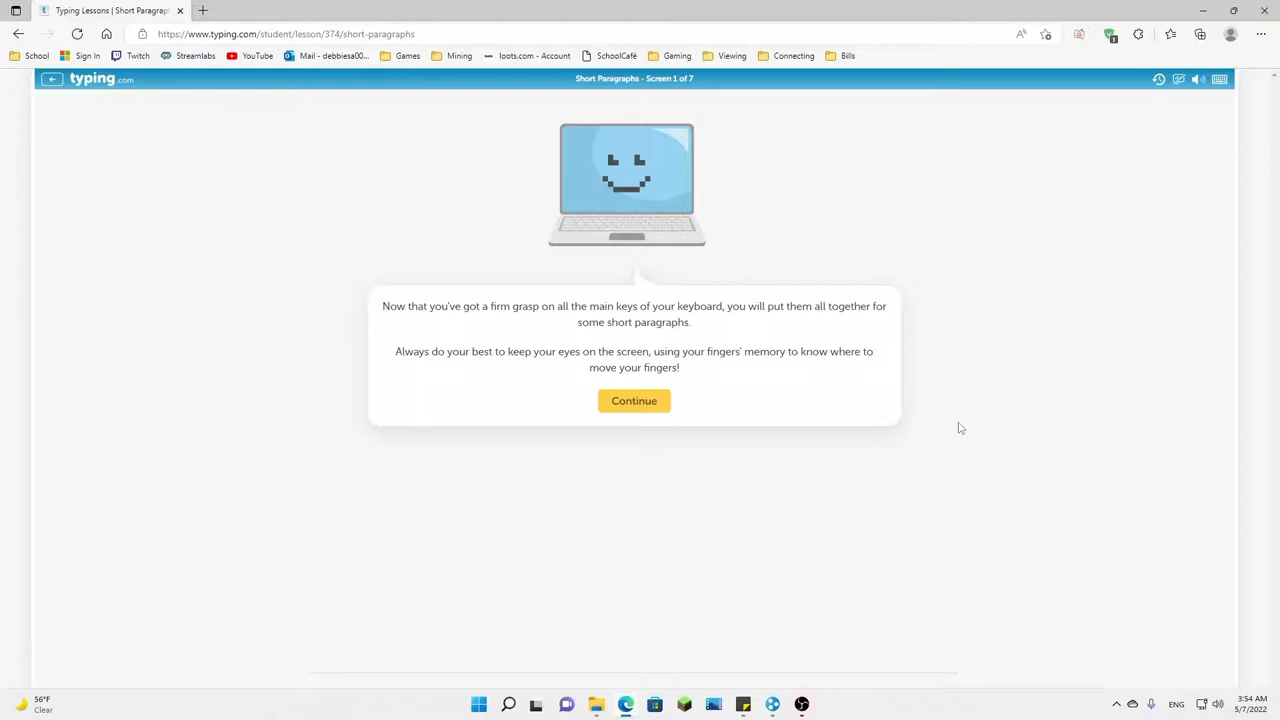 Typing Lessons | Short Paragraph
https://www.typing.com/student/lesson/374/short-paragraphs
School Sign In Twitch Streamlabs YouTube Mail - debbiesa00... Games Mining loots.com - Account SchoolCafé Gaming Viewing Connecting Bills
typing.com Short Paragraphs - Screen 1 of 7
Now that you've got a firm grasp on all the main keys of your keyboard, you will put them all together for
some short paragraphs.
Always do your best to keep your eyes on the screen, using your fingers' memory to know where to
move your fingers!
Continue
56°F
Clear
ENG
3:54 AM
5/7/2022